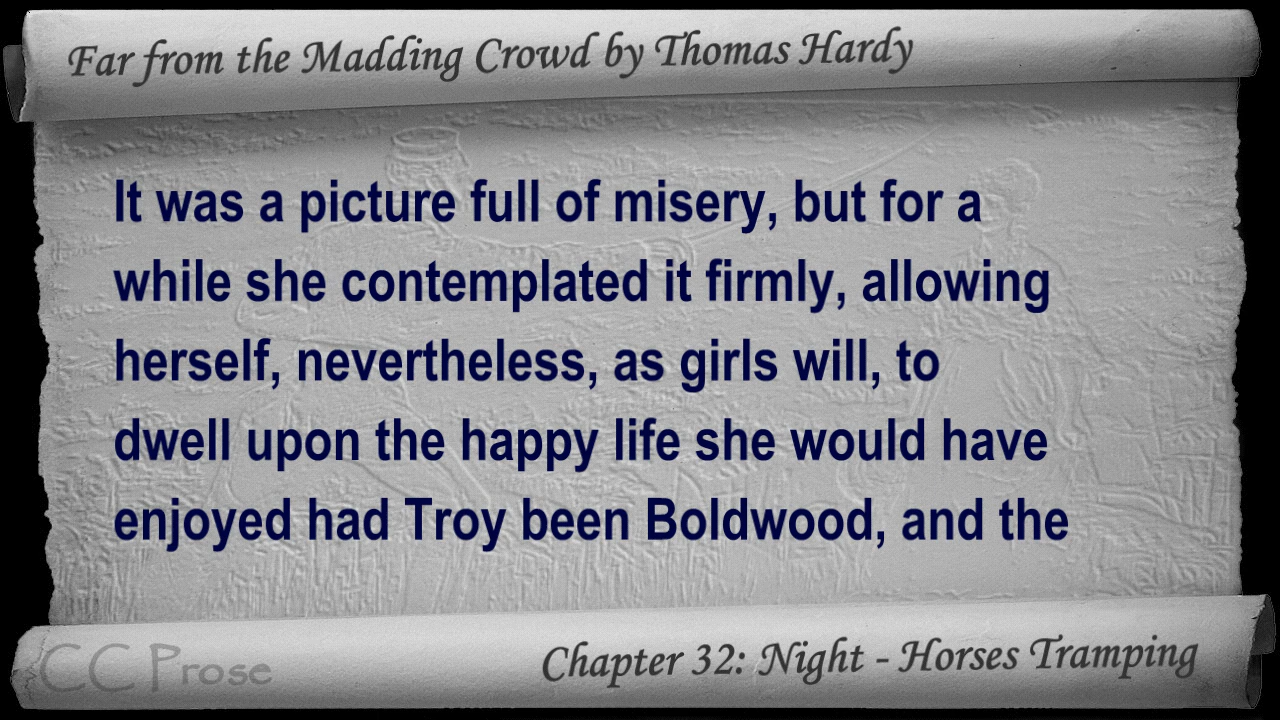 Far from the Madding Crowd by Thomas Hardy
It was a picture full of misery, but for a
while she contemplated it firmly, allowing
herself, nevertheless, as girls will, to
dwell upon the happy life she would have
enjoyed had Troy been Boldwood, and the
CC Prose
Chapter 32: Night - Horses Tramping